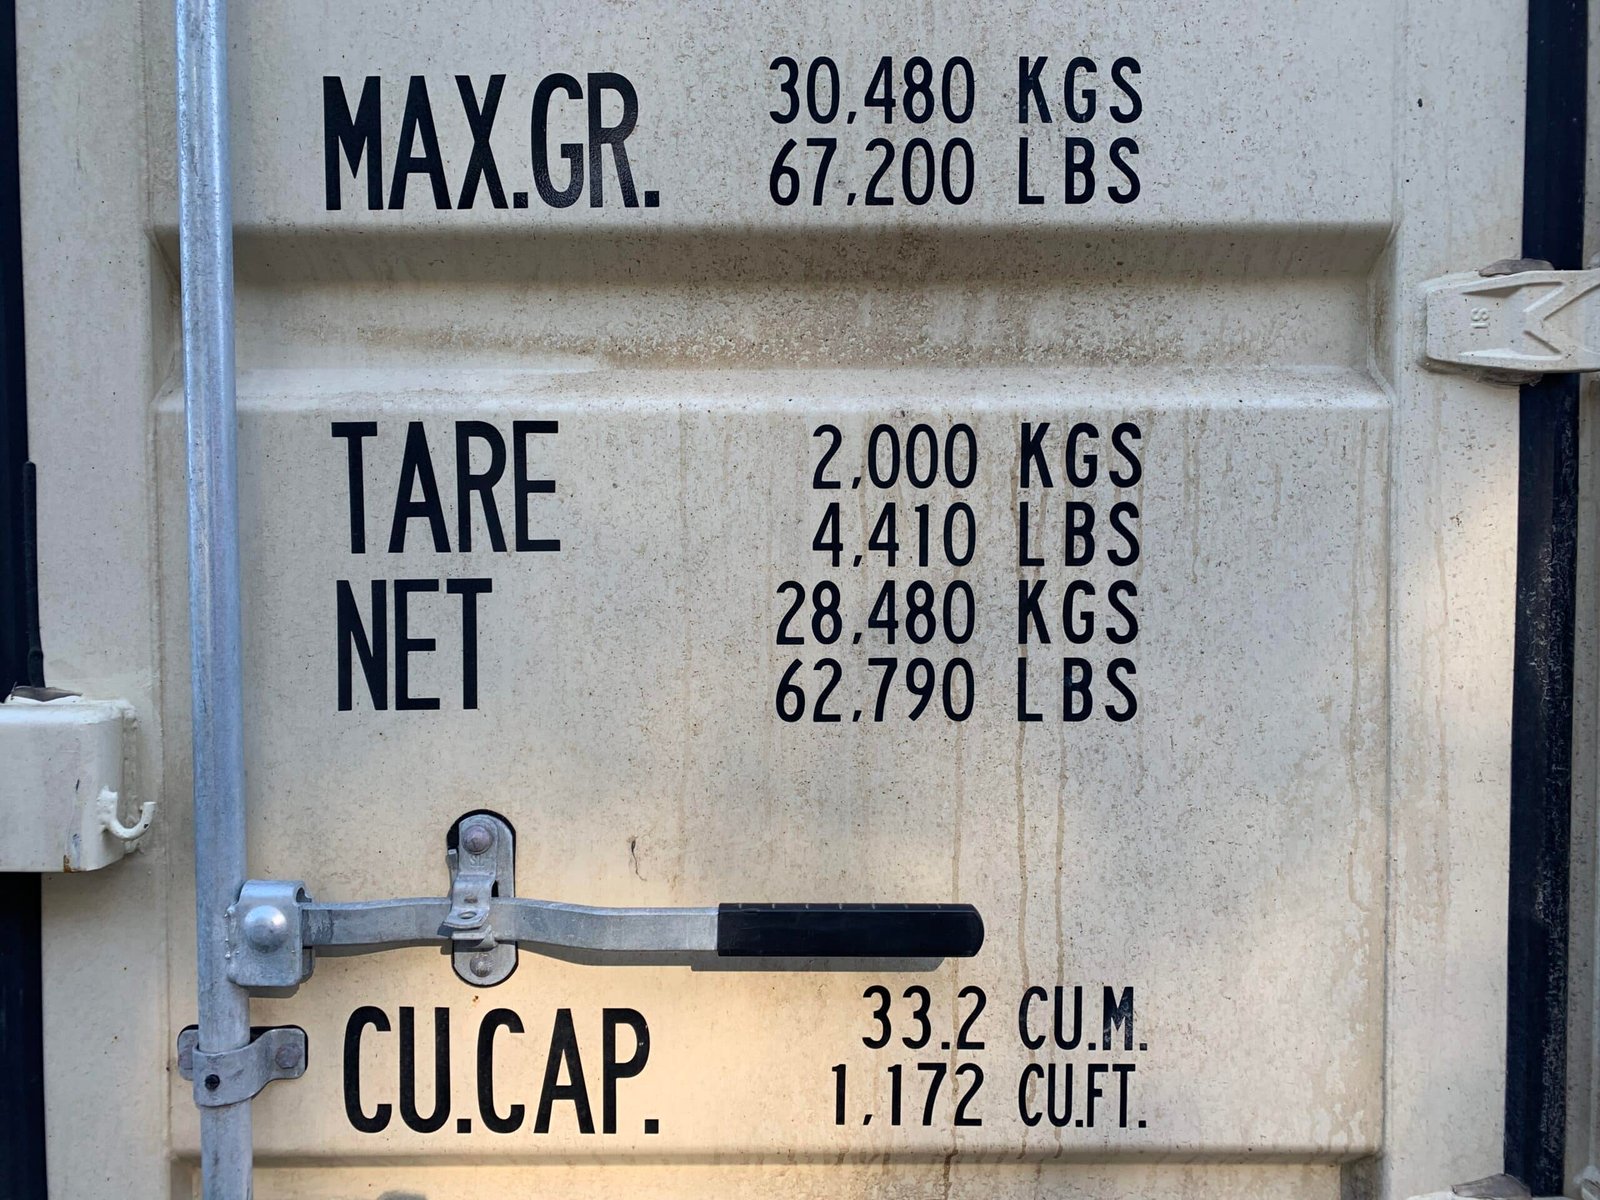 MAX.GR. 30,480 KGS
67,200 LBS
TARE 2,000 KGS
4,410 LBS
NET 28,480 KGS
62,790 LBS
CU.CAP. 33.2 CU.M.
1,172 CU.FT.